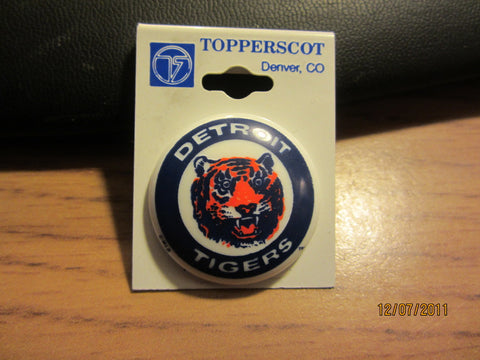 TOPPERSCOT
Denver, CO
DETROIT
TIGERS
12/07/2011